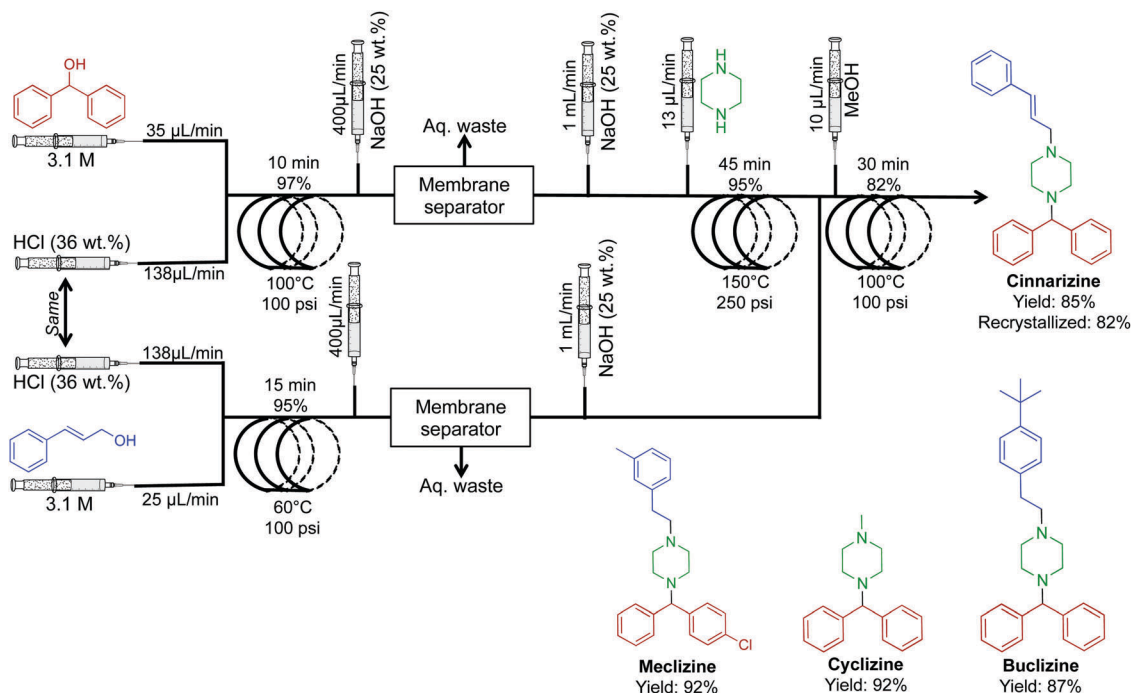 OH
35 µL/min
3.1 M
HCl (36 wt.%)
138µL/min
Same
138µL/min
HCl (36 wt.%)
OH
3.1 M
25 µL/min
10 min
97%
100°C
100 psi
400µL/min
NaOH (25 wt.%)
Aq. waste
Membrane
separator
1 mL/min
NaOH (25 wt.%)
13 µL/min
H
N
N
H
45 min
95%
150°C
250 psi
10 µL/min
MeOH
30 min
82%
100°C
100 psi
15 min
95%
60°C
100 psi
400µL/min
Membrane
separator
Aq. waste
1 mL/min
NaOH (25 wt.%)
N
N
Cinnarizine
Yield: 85%
Recrystallized: 82%
N
N
Cl
Meclizine
Yield: 92%
N
N
Cyclizine
Yield: 92%
N
N
Buclizine
Yield: 87%